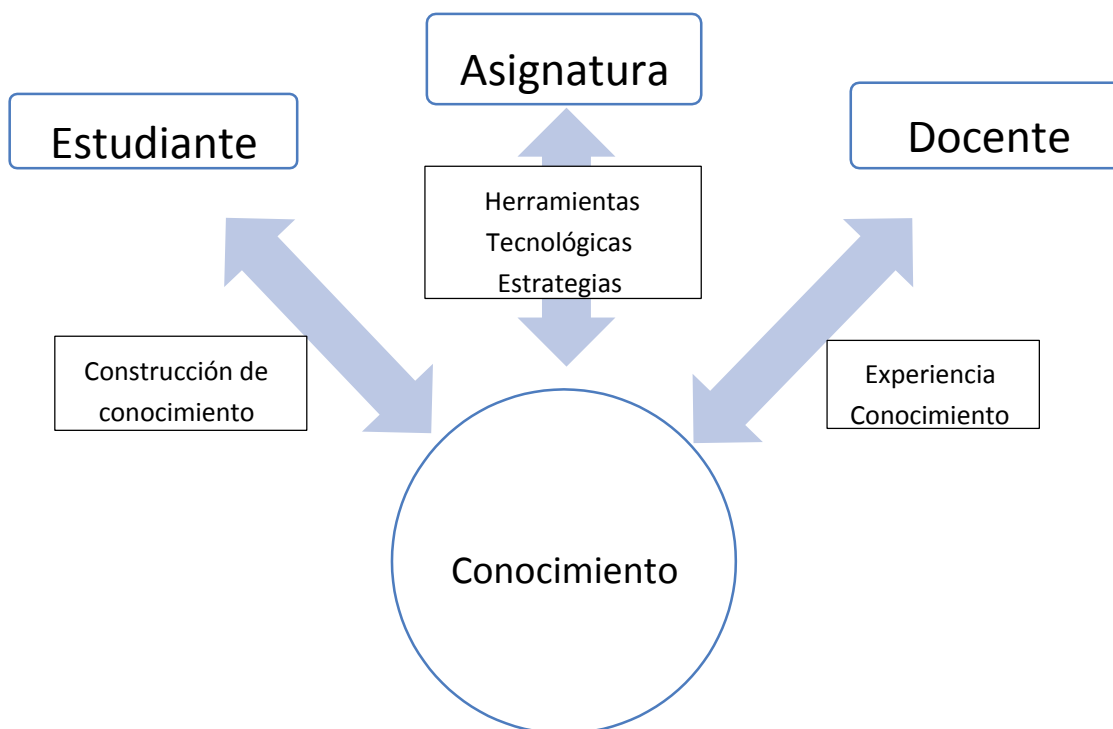 Asignatura
Estudiante
Docente
Herramientas
Tecnológicas
Estrategias
Construcción de
conocimiento
Experiencia
Conocimiento
Conocimiento